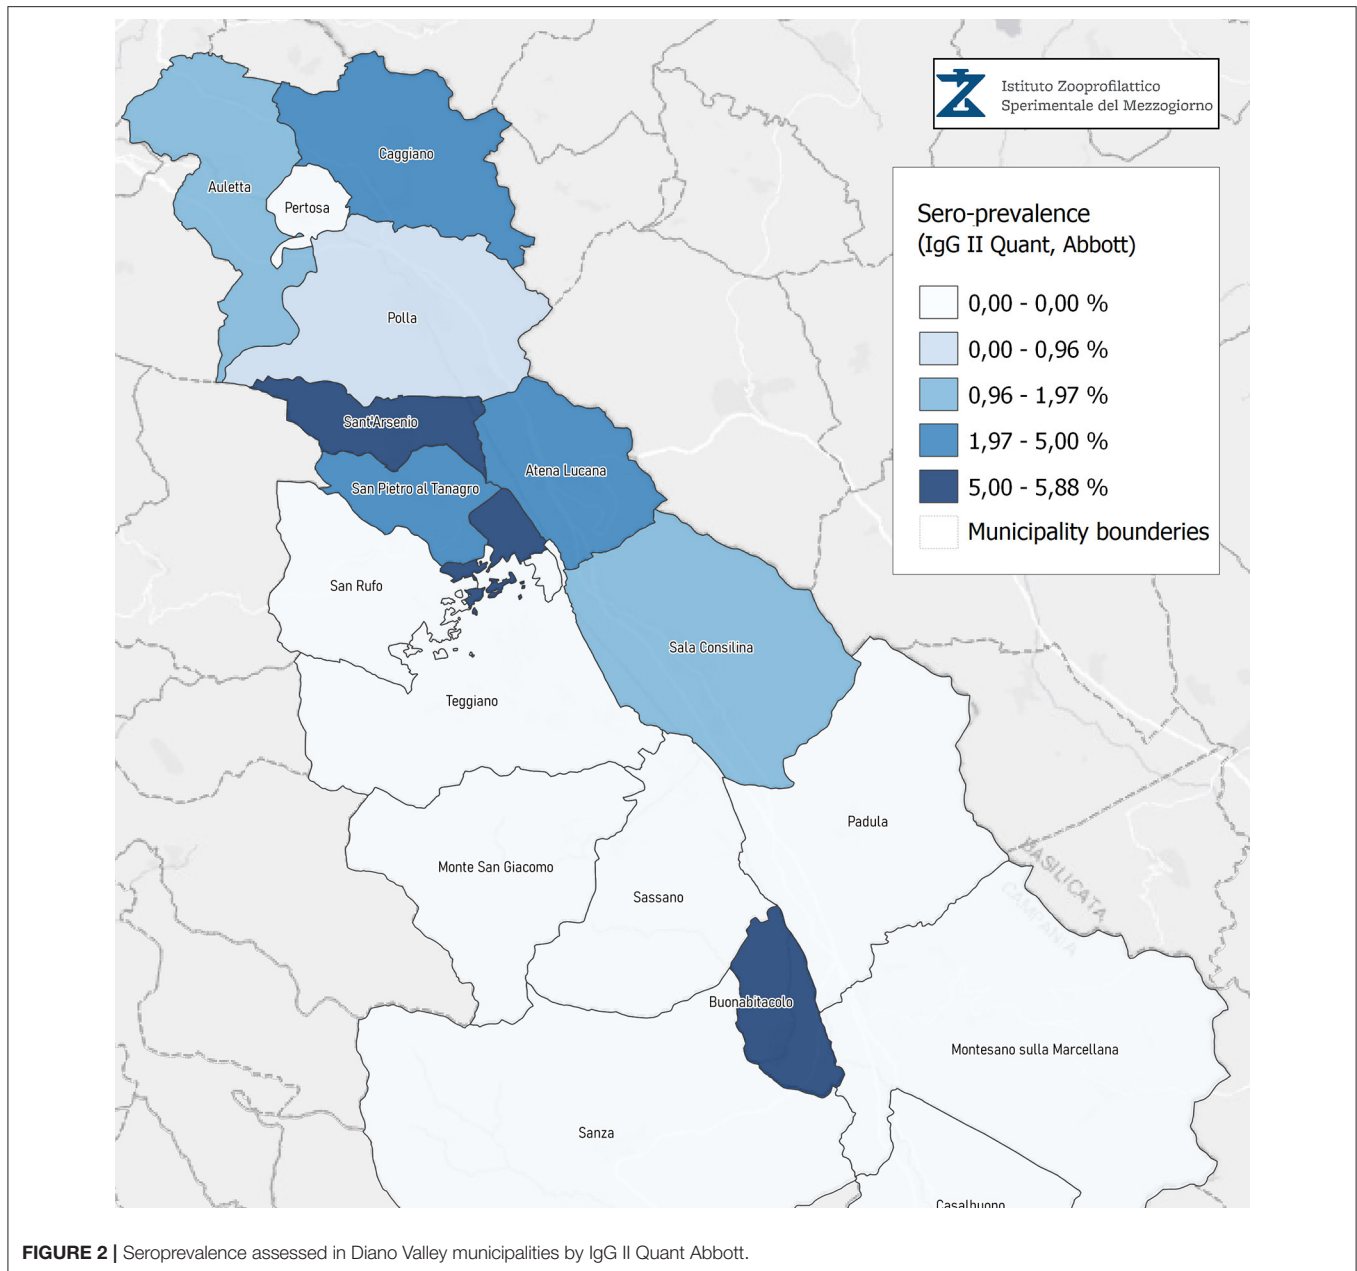 Istituto Zooprofilattico
Sperimentale del Mezzogiorno
Sero-prevalence
(IgG II Quant, Abbott)
0,00 - 0,00 %
0,00 - 0,96 %
0,96 - 1,97 %
1,97 - 5,00 %
5,00 - 5,88 %
Municipality bounderies
Caggiano
Auletta
Pertosa
Polla
Sant'Arsenio
Atena Lucana
San Pietro al Tanagro
San Rufo
Sala Consilina
Teggiano
Padula
Monte San Giacomo
Sassano
BASILICATA
CAMPANIA
Buonabitacolo
Montesano sulla Marcellana
Sanza
Casalbuono
FIGURE 2 | Seroprevalence assessed in Diano Valley municipalities by IgG II Quant Abbott.